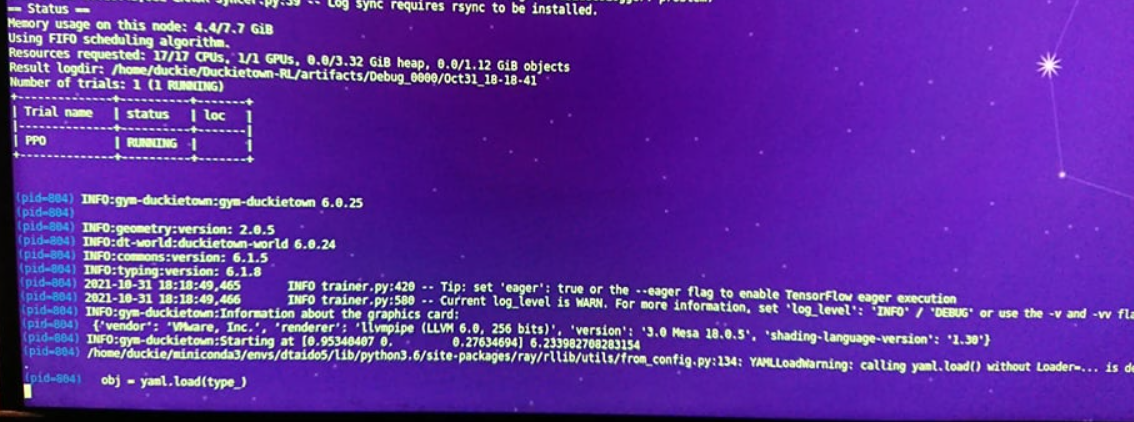 syncer.py:39 -- Log sync requires rsync to be installed.
== Status ==
Memory usage on this node: 4.4/7.7 GiB
Using FIFO scheduling algorithm.
Resources requested: 17/17 CPUs, 1/1 GPUs, 0.0/3.32 GiB heap, 0.0/1.12 GiB objects
Result logdir: /home/duckie/Duckietown-RL/artifacts/Debug_0000/Oct31_18-18-41
Number of trials: 1 (1 RUNNING)
+--------------+----------+-------+
| Trial name | status | loc |
|--------------+----------+-------|
| PPO | RUNNING | |
+--------------+----------+-------+
(pid=804) INFO:gym-duckietown:gym-duckietown 6.0.25
(pid=804)
(pid=804) INFO:geometry:version: 2.0.5
(pid=804) INFO:dt-world:duckietown-world 6.0.24
(pid=804) INFO:commons:version: 6.1.5
(pid=804) INFO:typing:version: 6.1.8
(pid=804) 2021-10-31 18:18:49,465 INFO trainer.py:420 -- Tip: set 'eager': true or the --eager flag to enable TensorFlow eager execution
(pid=804) 2021-10-31 18:18:49,466 INFO trainer.py:580 -- Current log_level is WARN. For more information, set 'log_level': 'INFO' / 'DEBUG' or use the -v and -vv fla
(pid=804) INFO:gym-duckietown:Information about the graphics card:
(pid=804) {'vendor': 'VMware, Inc.', 'renderer': 'llvmpipe (LLVM 6.0, 256 bits)', 'version': '3.0 Mesa 18.0.5', 'shading-language-version': '1.30'}
(pid=804) INFO:gym-duckietown:Starting at [0.95340407 0. 0.27634694] 6.233982708283154
(pid=804) /home/duckie/miniconda3/envs/dtaido5/lib/python3.6/site-packages/ray/rllib/utils/from_config.py:134: YAMLLoadWarning: calling yaml.load() without Loader=... is de
.
(pid=804) obj = yaml.load(type_)